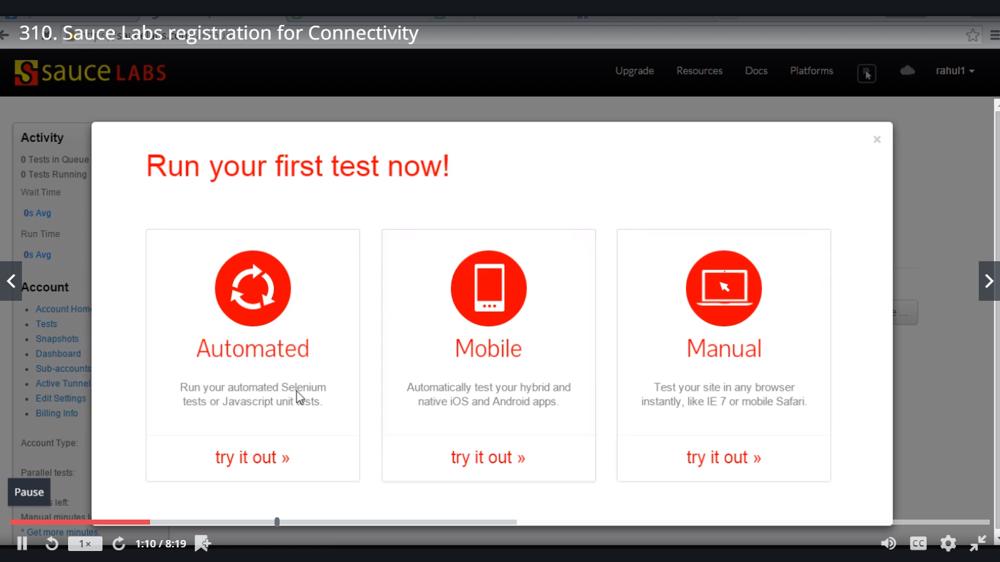 310. Sauce Labs registration for Connectivity
SAUCE LABS
Upgrade
Resources
Docs
Platforms
rahul1
Activity
0 Tests in Queue
0 Tests Running
Wait Time
0s Avg
Run Time
0s Avg
Account
Account Hom
Tests
Snapshots
Dashboard
Sub-accounts
Active Tunnel
Edit Settings
Billing Info
Account Type:
Parallel tests:
s left:
Manual minutes l
* Get more minutes.
×
Run your first test now!
Automated
Run your automated Selenium
tests or Javascript unit tests.
try it out »
Mobile
Automatically test your hybrid and
native iOS and Android apps.
try it out »
Manual
Test your site in any browser
instantly, like IE 7 or mobile Safari.
try it out »
e ...
Pause
1×
1:10 / 8:19
CC